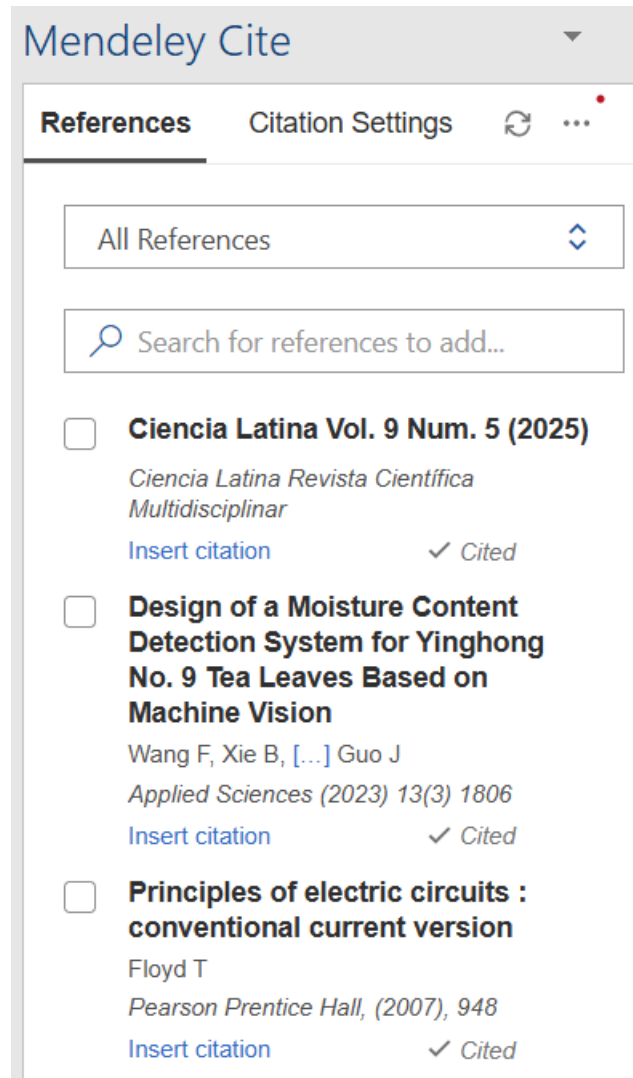 Mendeley Cite
References Citation Settings
All References
Search for references to add...
Ciencia Latina Vol. 9 Num. 5 (2025)
Ciencia Latina Revista Científica
Multidisciplinar
Insert citation ✓ Cited
Design of a Moisture Content
Detection System for Yinghong
No. 9 Tea Leaves Based on
Machine Vision
Wang F, Xie B, [...] Guo J
Applied Sciences (2023) 13(3) 1806
Insert citation ✓ Cited
Principles of electric circuits :
conventional current version
Floyd T
Pearson Prentice Hall, (2007), 948
Insert citation ✓ Cited